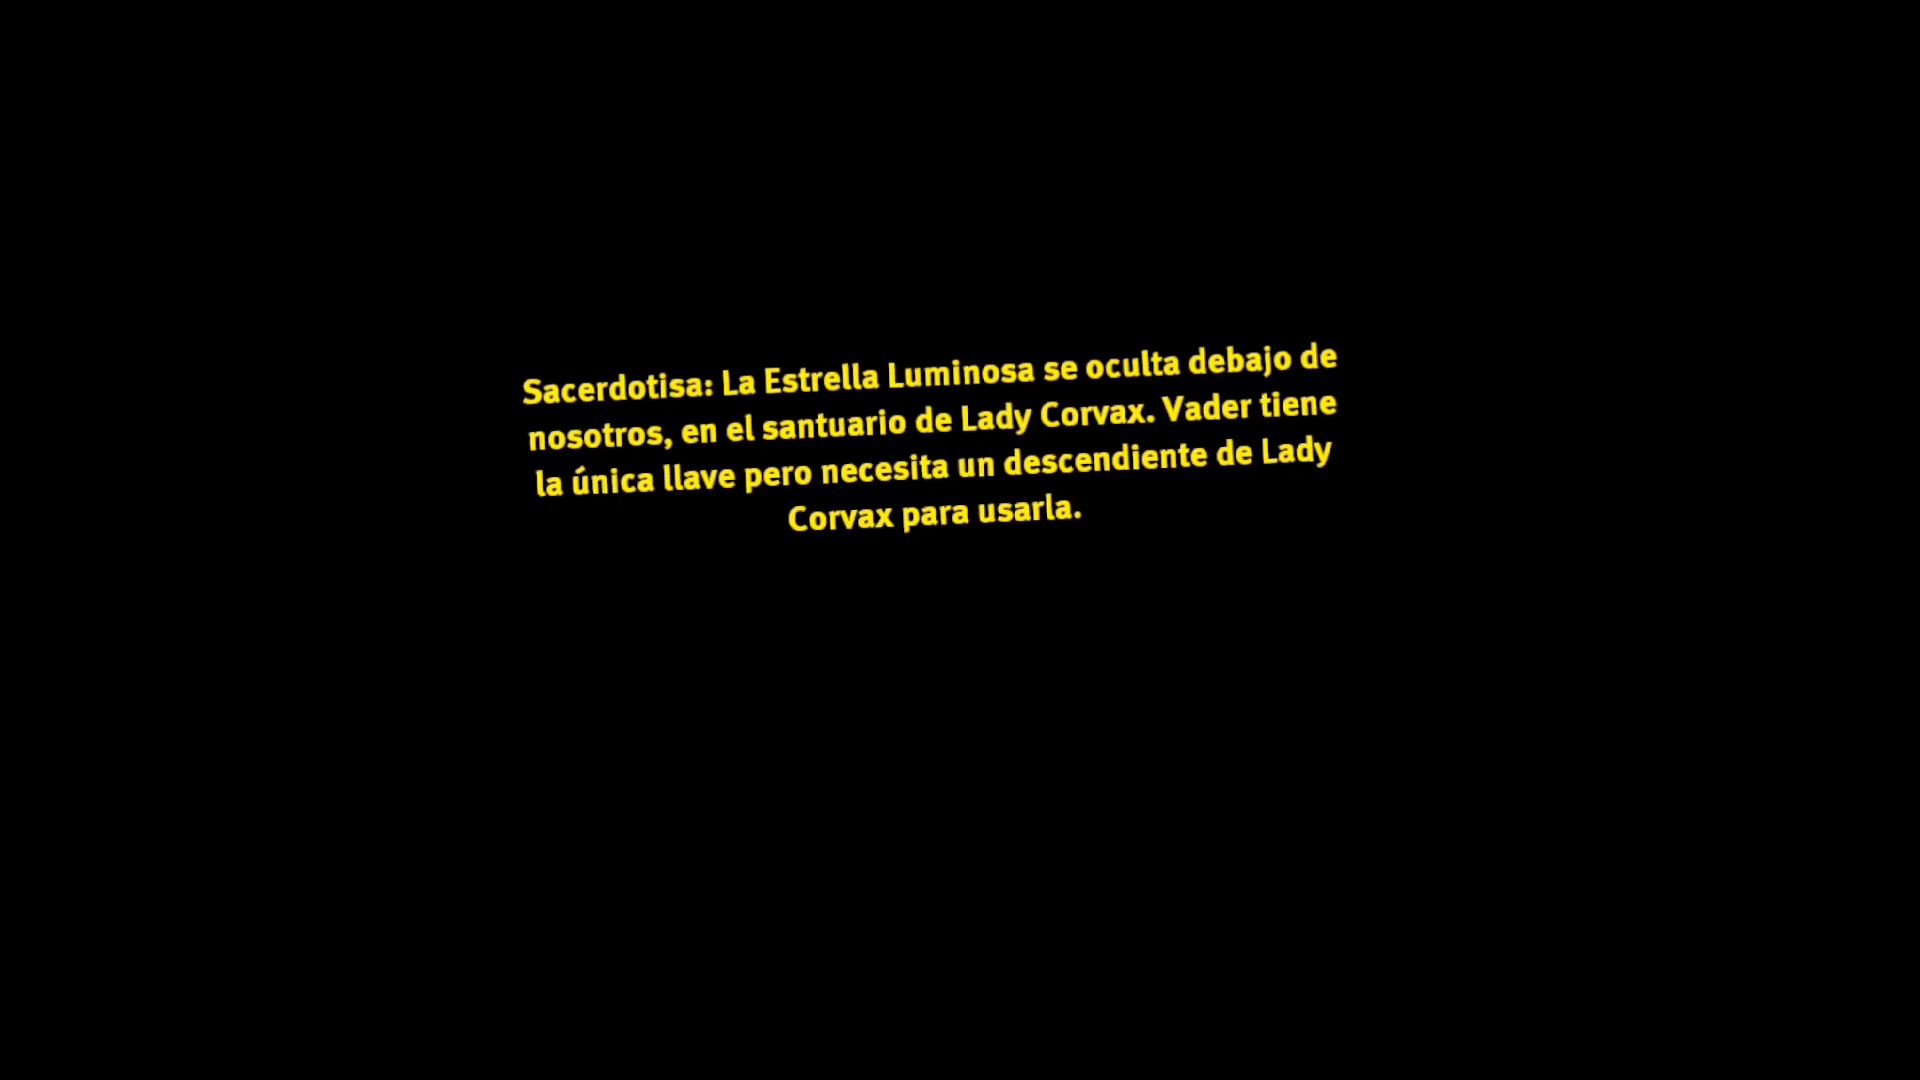 Sacerdotisa: La Estrella Luminosa se oculta debajo de
nosotros, en el santuario de Lady Corvax. Vader tiene
la única llave pero necesita un descendiente de Lady
Corvax para usarla.